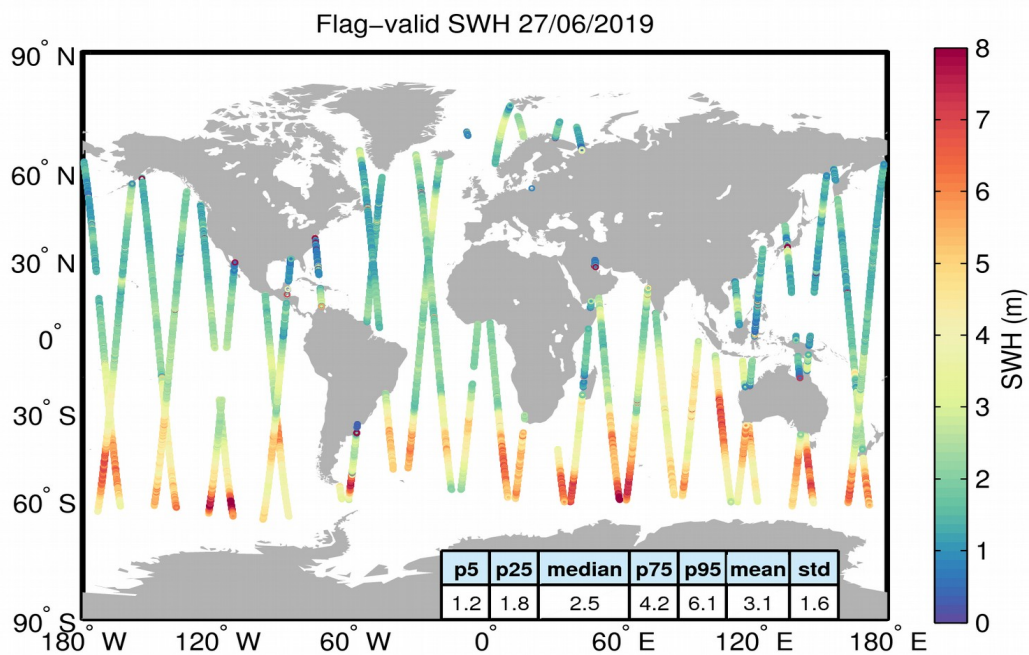 Flag-valid SWH 27/06/2019
90° N
60° N
30° N
0°
30° S
60° S
90° S
180° W
120° W
60° W
0°
60° E
120° E
180° E
p5 p25 median p75 p95 mean std
1.2 1.8 2.5 4.2 6.1 3.1 1.6
8
7
6
5
4
3
2
1
0
SWH (m)